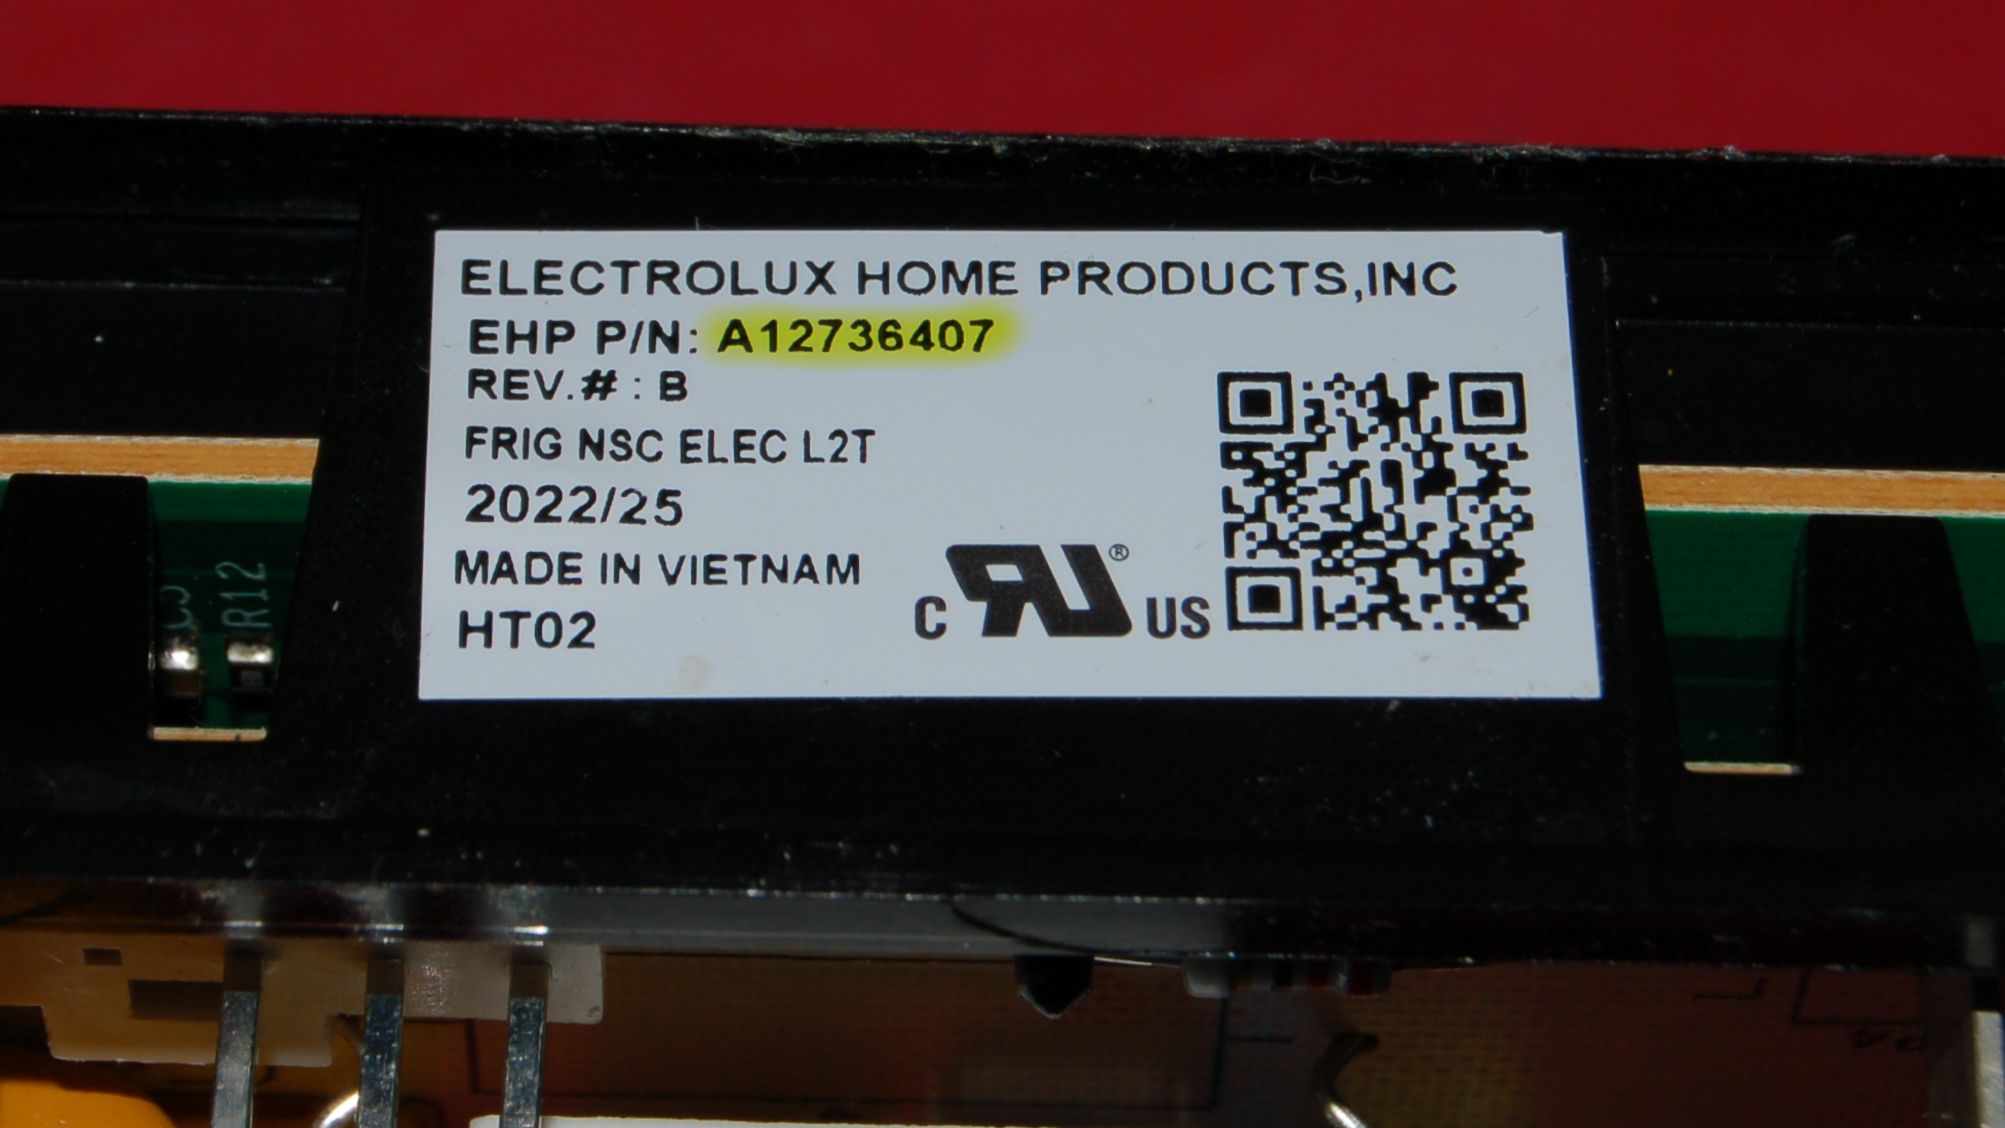 ELECTROLUX HOME PRODUCTS,INC
EHP P/N: A12736407
REV.# : B
FRIG NSC ELEC L2T
2022/25
MADE IN VIETNAM
HT02
C RU ® US
R12